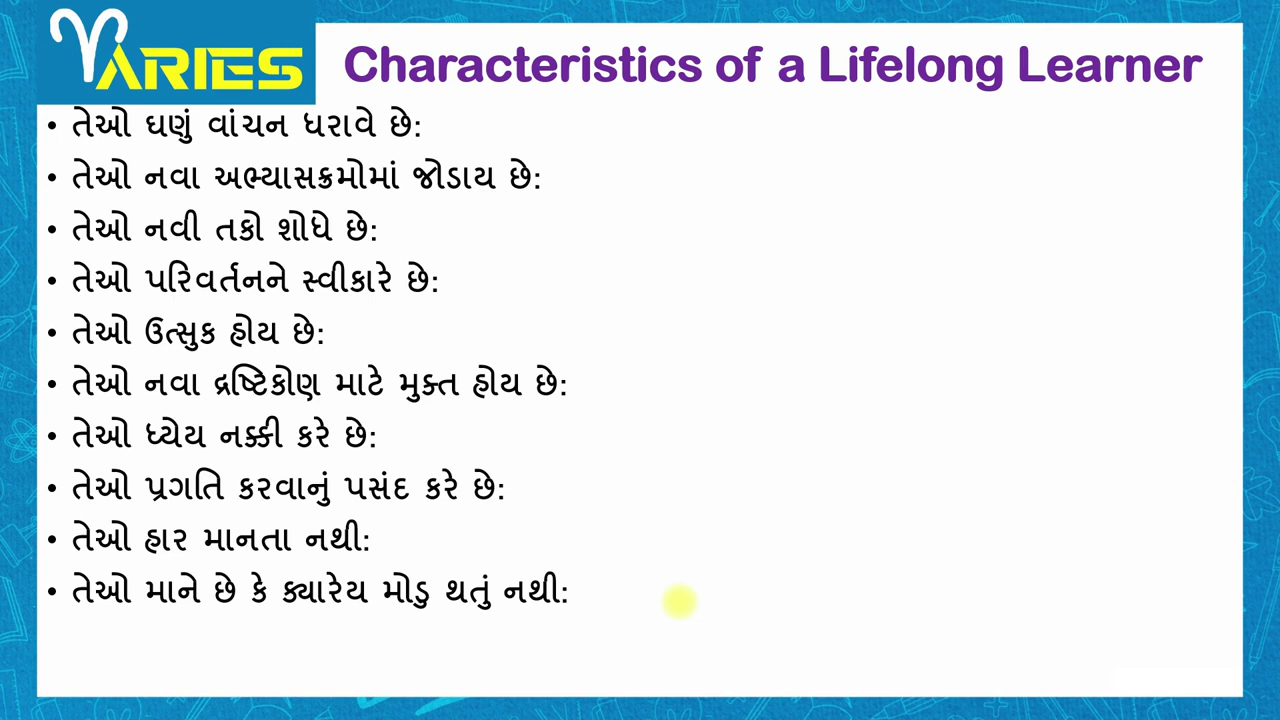 ARIES
Characteristics of a Lifelong Learner
• તેઓ ઘણું વાંચન ધરાવે છે:
• તેઓ નવા અભ્યાસક્રમોમાં જોડાય છે:
• તેઓ નવી તકો શોધે છે:
• તેઓ પરિવર્તનને સ્વીકારે છે:
• તેઓ ઉત્સુક હોય છે:
• તેઓ નવા દ્રષ્ટિકોણ માટે મુક્ત હોય છે:
• તેઓ ધ્યેય નક્કી કરે છે:
• તેઓ પ્રગતિ કરવાનું પસંદ કરે છે:
• તેઓ હાર માનતા નથી:
• તેઓ માને છે કે ક્યારેય મોડુ થતું નથી: